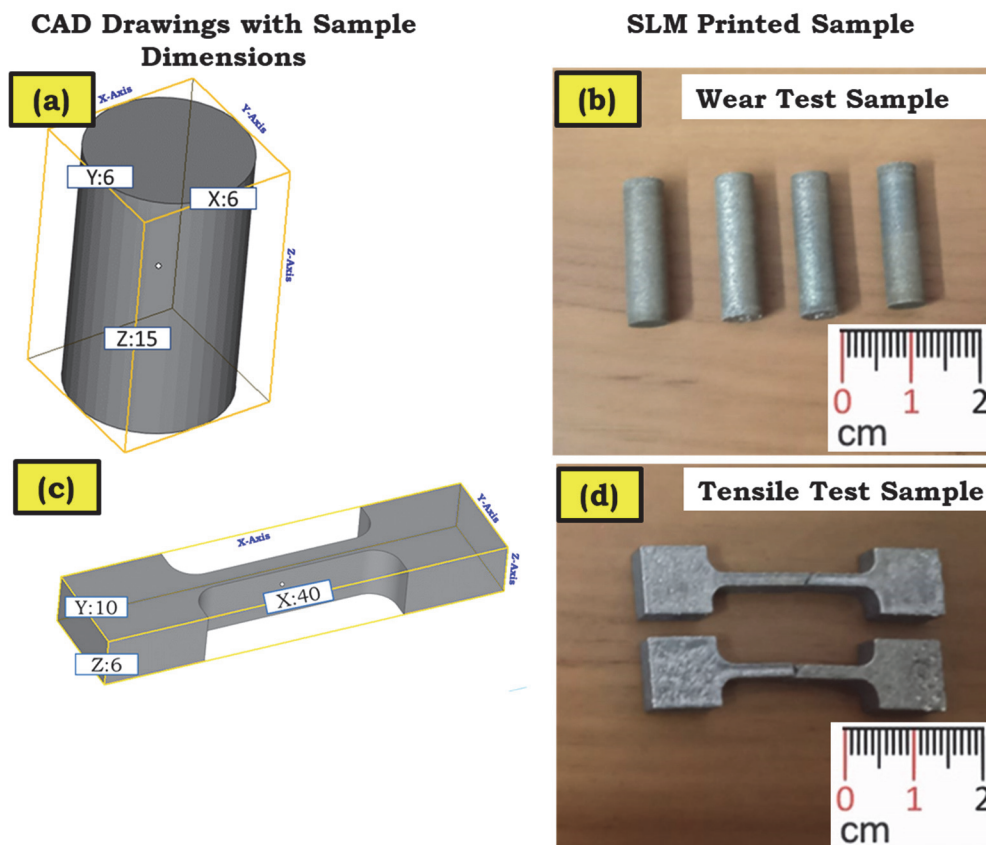 CAD Drawings with Sample
Dimensions
SLM Printed Sample
(a)
X-Axis
Y-Axis
Y:6
X:6
Z-Axis
Z:15
(b)
Wear Test Sample
0 1 2
cm
(c)
X-Axis
Y-Axis
Z-Axis
Y:10
X:40
Z:6
(d)
Tensile Test Sample
0 1 2
cm